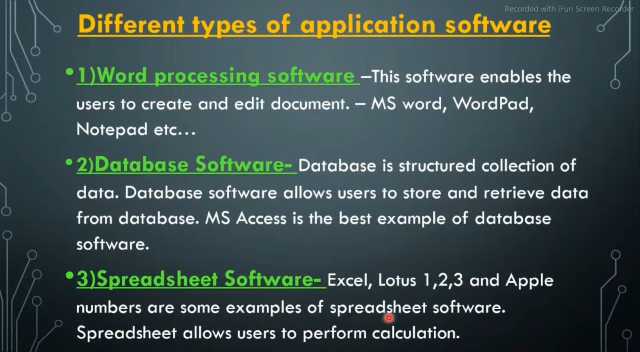 Recorded with iFun Screen Recorder
Different types of application software
•1)Word processing software –This software enables the
users to create and edit document. – MS word, WordPad,
Notepad etc…
•2)Database Software- Database is structured collection of
data. Database software allows users to store and retrieve data
from database. MS Access is the best example of database
software.
•3)Spreadsheet Software- Excel, Lotus 1,2,3 and Apple
numbers are some examples of spreadsheet software.
Spreadsheet allows users to perform calculation.